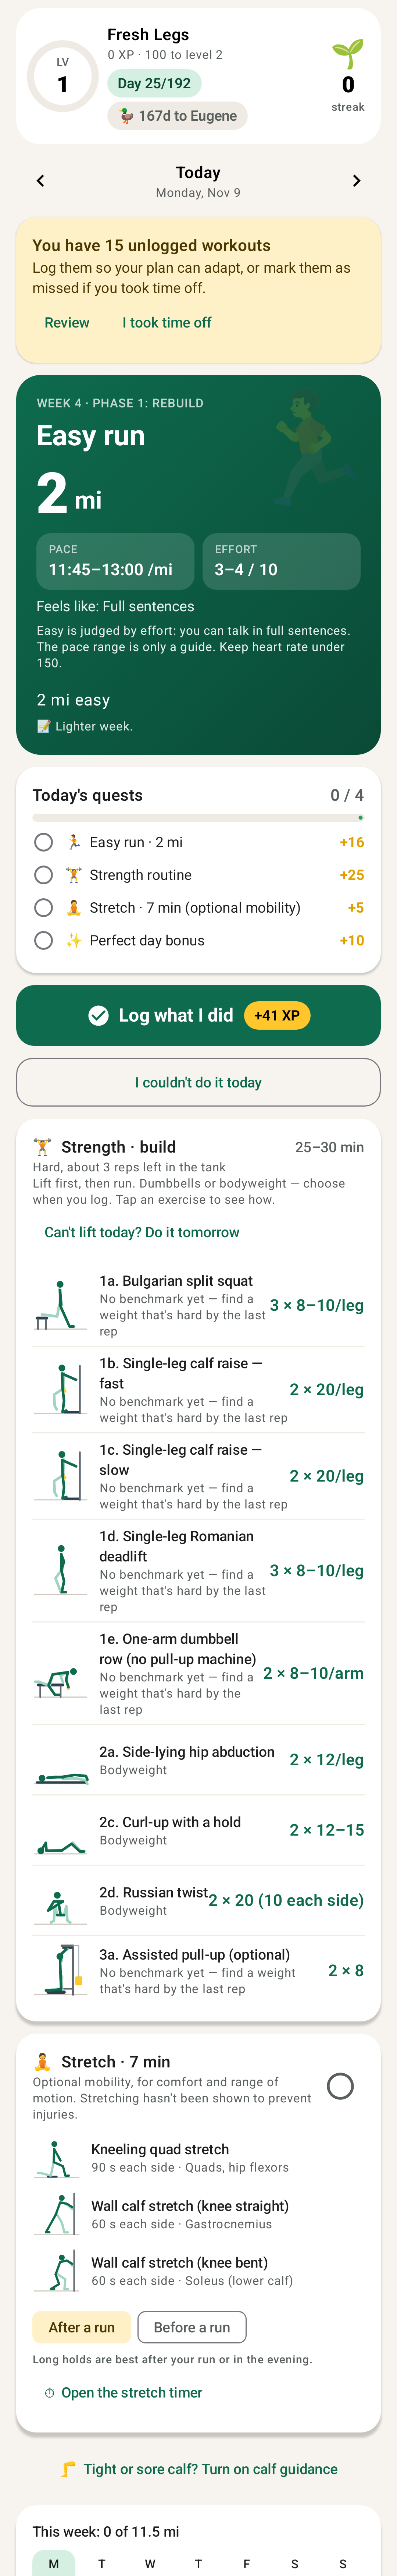 Fresh Legs
LV
1
0 XP · 100 to level 2
Day 25/192
🦆 167d to Eugene
🌱
0
streak
Today
Monday, Nov 9
You have 15 unlogged workouts
Log them so your plan can adapt, or mark them as
missed if you took time off.
Review
I took time off
WEEK 4 · PHASE 1: REBUILD
Easy run
2 mi
PACE
11:45–13:00 /mi
EFFORT
3–4 / 10
Feels like: Full sentences
Easy is judged by effort: you can talk in full sentences.
The pace range is only a guide. Keep heart rate under
150.
2 mi easy
📝 Lighter week.
Today's quests
0 / 4
🏃 Easy run · 2 mi
+16
🏋️ Strength routine
+25
🧘 Stretch · 7 min (optional mobility)
+5
✨ Perfect day bonus
+10
Log what I did
+41 XP
I couldn't do it today
🏋️ Strength · build
25–30 min
Hard, about 3 reps left in the tank
Lift first, then run. Dumbbells or bodyweight — choose
when you log. Tap an exercise to see how.
Can't lift today? Do it tomorrow
1a. Bulgarian split squat
No benchmark yet — find a
weight that's hard by the last
rep
3 × 8–10/leg
1b. Single-leg calf raise —
fast
No benchmark yet — find a
weight that's hard by the last rep
2 × 20/leg
1c. Single-leg calf raise —
slow
No benchmark yet — find a
weight that's hard by the last rep
2 × 20/leg
1d. Single-leg Romanian
deadlift
No benchmark yet — find a
weight that's hard by the last
rep
3 × 8–10/leg
1e. One-arm dumbbell
row (no pull-up machine)
No benchmark yet — find a
weight that's hard by the
last rep
2 × 8–10/arm
2a. Side-lying hip abduction
Bodyweight
2 × 12/leg
2c. Curl-up with a hold
Bodyweight
2 × 12–15
2d. Russian twist
Bodyweight
2 × 20 (10 each side)
3a. Assisted pull-up (optional)
No benchmark yet — find a weight
that's hard by the last rep
2 × 8
🧘 Stretch · 7 min
Optional mobility, for comfort and range of
motion. Stretching hasn't been shown to prevent
injuries.
Kneeling quad stretch
90 s each side · Quads, hip flexors
Wall calf stretch (knee straight)
60 s each side · Gastrocnemius
Wall calf stretch (knee bent)
60 s each side · Soleus (lower calf)
After a run
Before a run
Long holds are best after your run or in the evening.
⏱ Open the stretch timer
🦵 Tight or sore calf? Turn on calf guidance
This week: 0 of 11.5 mi
M T W T F S S